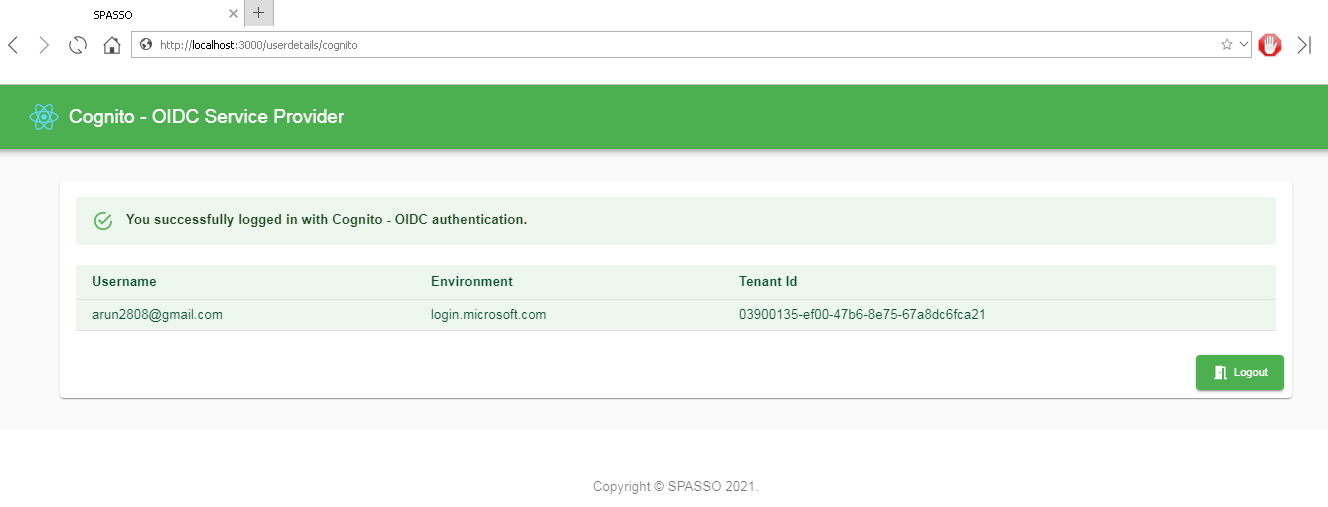 SPASSO
http://localhost:3000/userdetails/cognito
Cognito - OIDC Service Provider
You successfully logged in with Cognito - OIDC authentication.
Username Environment Tenant Id
arun2808@gmail.com login.microsoft.com 03900135-ef00-47b6-8e75-67a8dc6fca21
Logout
Copyright © SPASSO 2021.